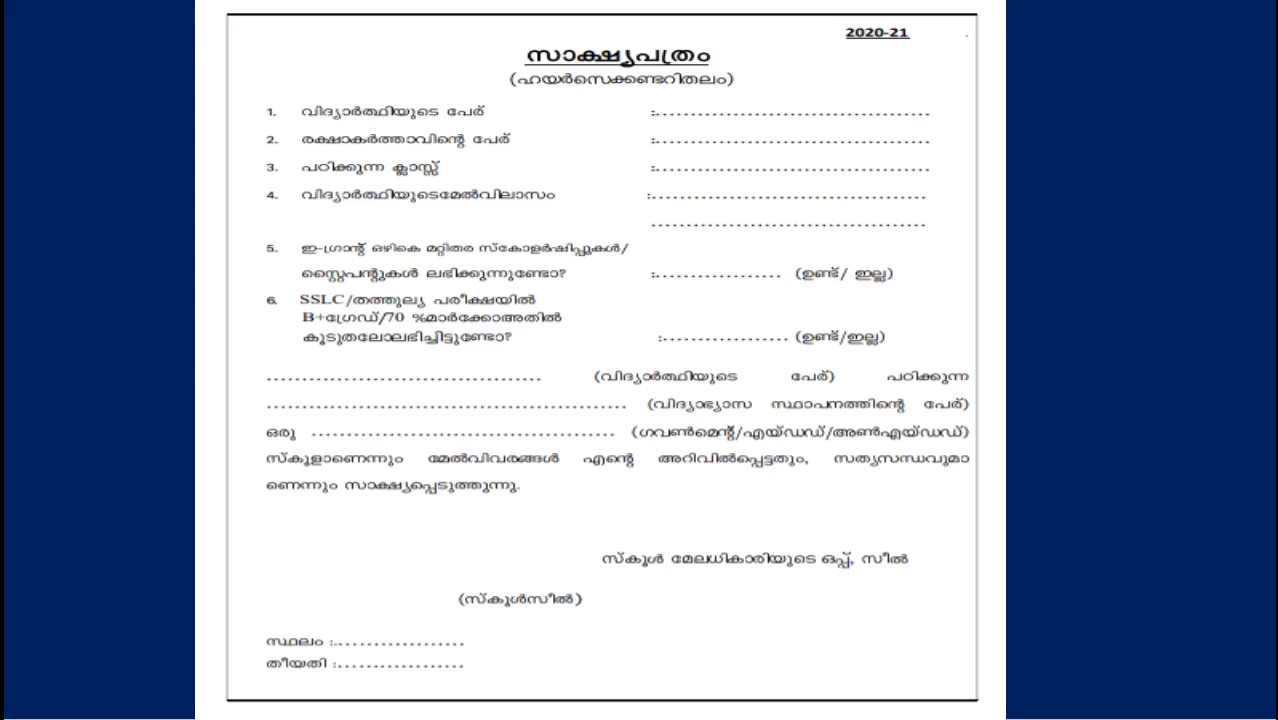 2020-21
സാക്ഷ്യപത്രം
(ഹയർസെക്കണ്ടറിതലം)
1. വിദ്യാർത്ഥിയുടെ പേര് :......................................
2. രക്ഷാകർത്താവിന്റെ പേര് :......................................
3. പഠിക്കുന്ന ക്ലാസ്സ് :......................................
4. വിദ്യാർത്ഥിയുടെമേൽവിലാസം :......................................
......................................
5. ഇ-ഗ്രാന്റ് ഒഴികെ മറ്റിതര സ്കോളർഷിപ്പുകൾ/
സ്റ്റൈപന്റുകൾ ലഭിക്കുന്നുണ്ടോ? :.................. (ഉണ്ട്/ ഇല്ല)
6. SSLC/തത്തുല്യ പരീക്ഷയിൽ
B+ഗ്രേഡ്/70 %മാർക്കോഅതിൽ
കൂടുതലോലഭിച്ചിട്ടുണ്ടോ? :.................. (ഉണ്ട്/ഇല്ല)
...................................... (വിദ്യാർത്ഥിയുടെ പേര്) പഠിക്കുന്ന
.................................................. (വിദ്യാഭ്യാസ സ്ഥാപനത്തിന്റെ പേര്)
ഒരു .......................................... (ഗവൺമെന്റ്/എയ്ഡഡ്/അൺഎയ്ഡഡ്)
സ്കൂളാണെന്നും മേൽവിവരങ്ങൾ എന്റെ അറിവിൽപ്പെട്ടതും, സത്യസന്ധവുമാ
ണെന്നും സാക്ഷ്യപ്പെടുത്തുന്നു.
സ്കൂൾ മേലധികാരിയുടെ ഒപ്പ്, സീൽ
(സ്കൂൾസീൽ)
സ്ഥലം :..................
തീയതി :..................